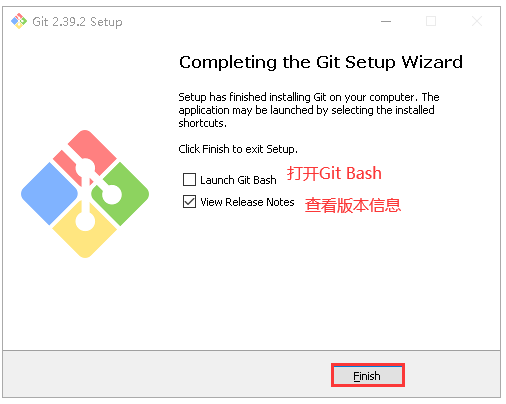 Git 2.39.2 Setup
Completing the Git Setup Wizard
Setup has finished installing Git on your computer. The
application may be launched by selecting the installed
shortcuts.
Click Finish to exit Setup.
Launch Git Bash 打开Git Bash
View Release Notes 查看版本信息
Finish